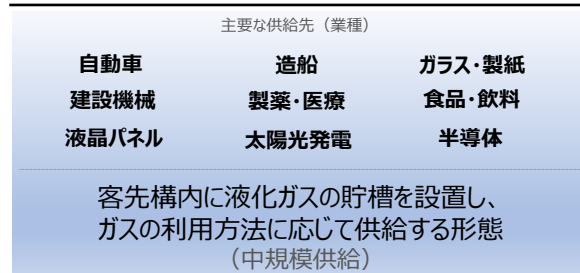 主要な供給先（業種）
自動車 造船 ガラス・製紙
建設機械 製薬・医療 食品・飲料
液晶パネル 太陽光発電 半導体
客先構内に液化ガスの貯槽を設置し、
ガスの利用方法に応じて供給する形態
（中規模供給）